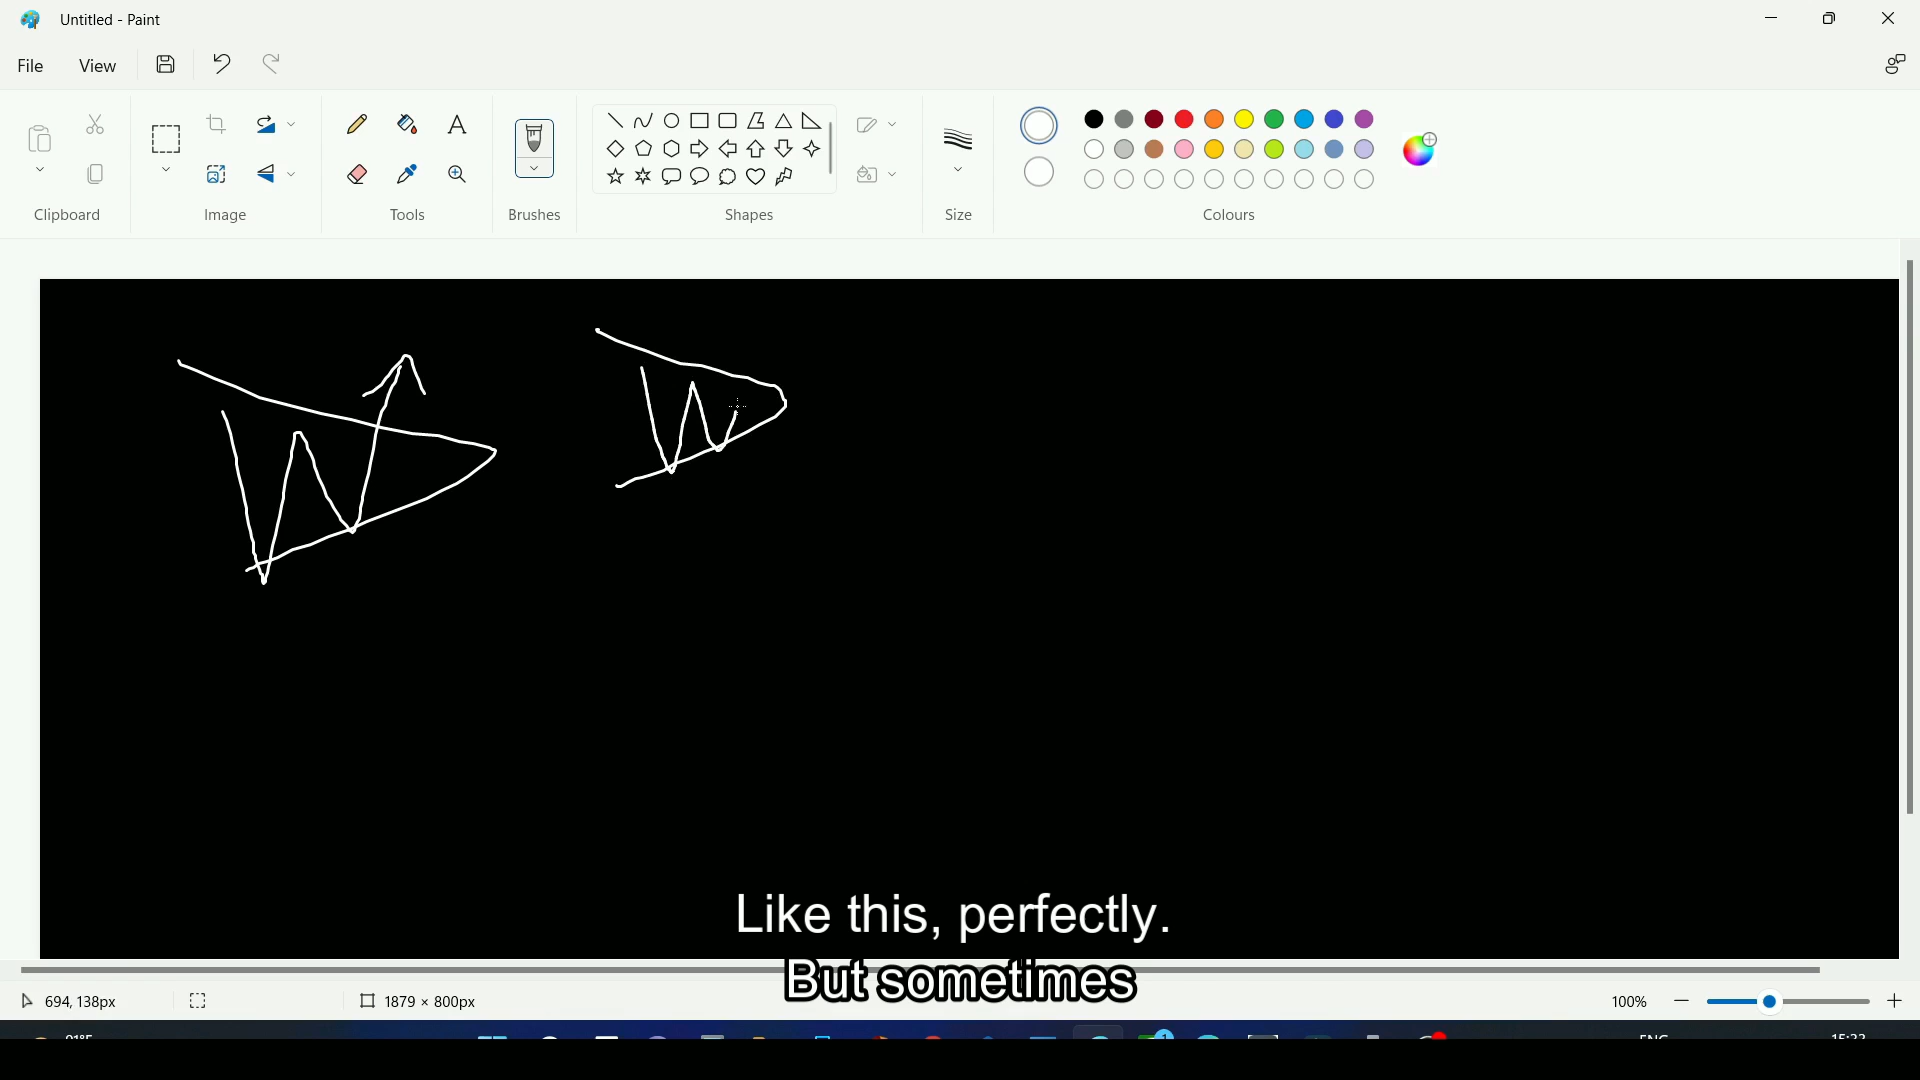 Untitled - Paint
File View
Clipboard Image Tools Brushes Shapes Size Colours
Like this, perfectly.
But sometimes
694, 138px 1879 × 800px 100%